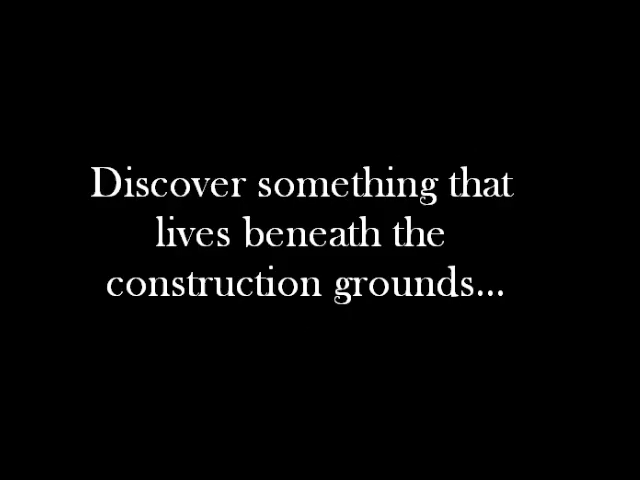 Discover something that
lives beneath the
construction grounds...